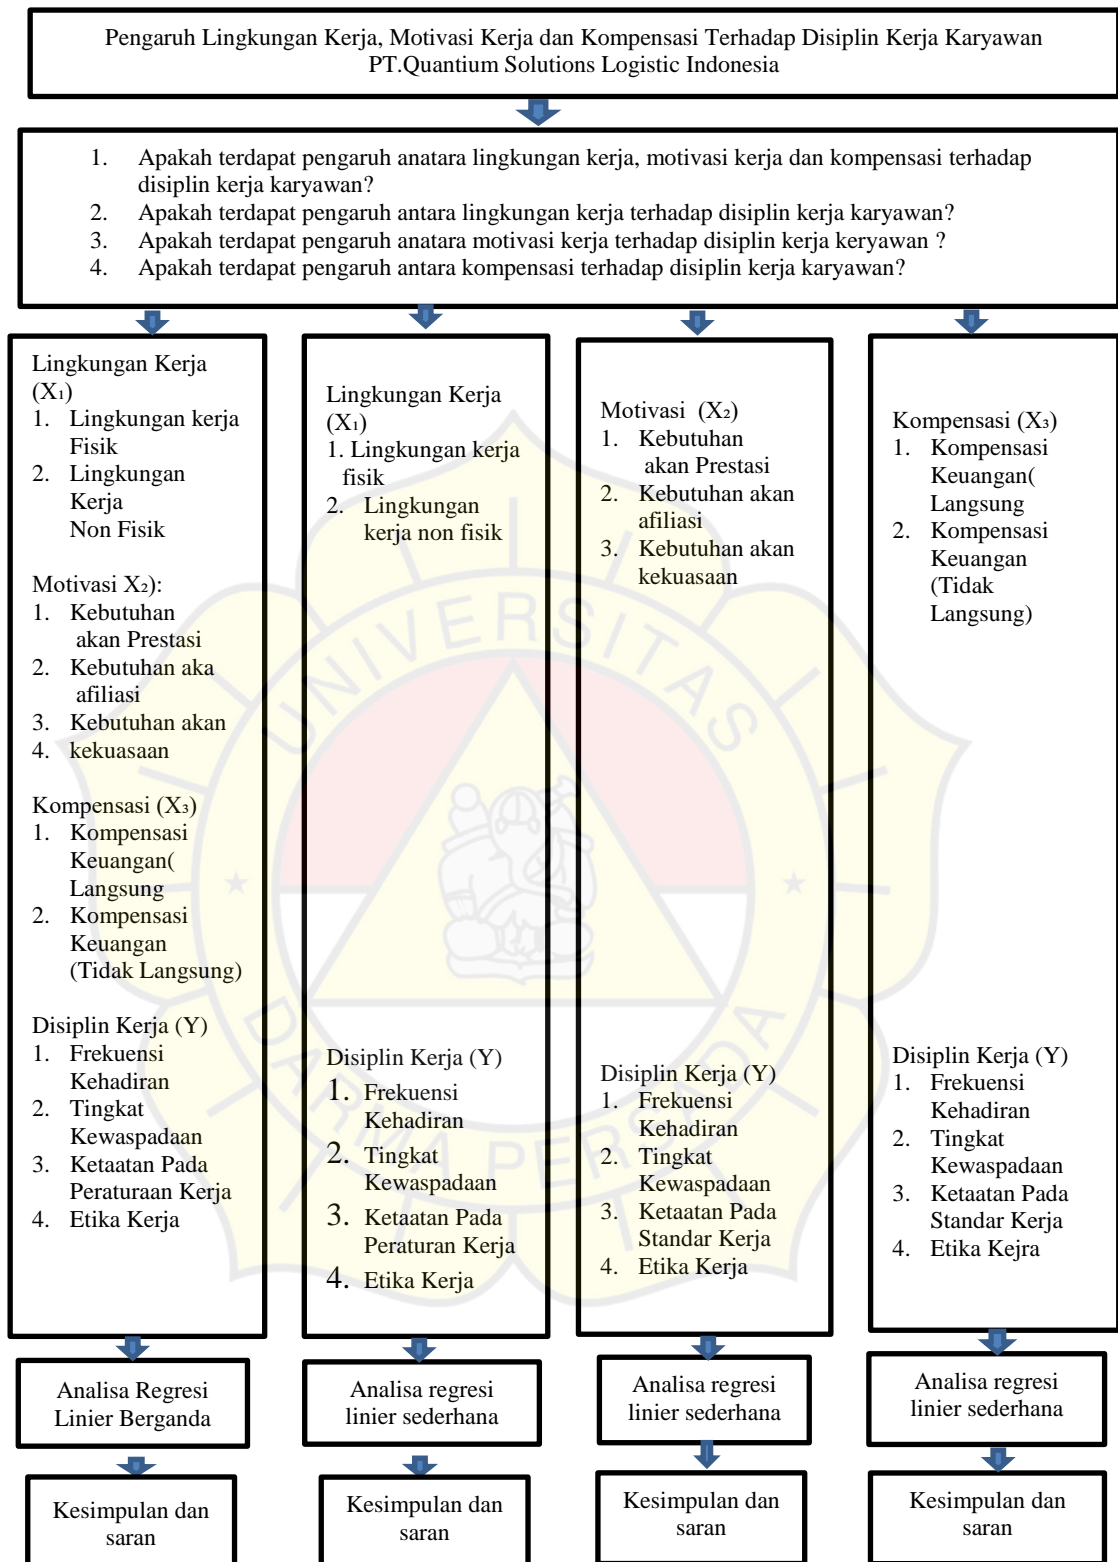 Pengaruh Lingkungan Kerja, Motivasi Kerja dan Kompensasi Terhadap Disiplin Kerja Karyawan
PT.Quantium Solutions Logistic Indonesia
1. Apakah terdapat pengaruh anatara lingkungan kerja, motivasi kerja dan kompensasi terhadap
disiplin kerja karyawan?
2. Apakah terdapat pengaruh antara lingkungan kerja terhadap disiplin kerja karyawan?
3. Apakah terdapat pengaruh anatara motivasi kerja terhadap disiplin kerja keryawan ?
4. Apakah terdapat pengaruh antara kompensasi terhadap disiplin kerja karyawan?
Lingkungan Kerja
(X₁)
1. Lingkungan kerja
Fisik
2. Lingkungan
Kerja
Non Fisik
Motivasi X₂):
1. Kebutuhan
akan Prestasi
2. Kebutuhan aka
afiliasi
3. Kebutuhan akan
4. kekuasaan
Kompensasi (X₃)
1. Kompensasi
Keuangan(
Langsung
2. Kompensasi
Keuangan
(Tidak Langsung)
Disiplin Kerja (Y)
1. Frekuensi
Kehadiran
2. Tingkat
Kewaspadaan
3. Ketaatan Pada
Peraturaan Kerja
4. Etika Kerja
Lingkungan Kerja
(X₁)
1. Lingkungan kerja
fisik
2. Lingkungan
kerja non fisik
Disiplin Kerja (Y)
1. Frekuensi
Kehadiran
2. Tingkat
Kewaspadaan
3. Ketaatan Pada
Peraturan Kerja
4. Etika Kerja
Motivasi (X₂)
1. Kebutuhan
akan Prestasi
2. Kebutuhan akan
afiliasi
3. Kebutuhan akan
kekuasaan
Disiplin Kerja (Y)
1. Frekuensi
Kehadiran
2. Tingkat
Kewaspadaan
3. Ketaatan Pada
Standar Kerja
4. Etika Kerja
Kompensasi (X₃)
1. Kompensasi
Keuangan(
Langsung
2. Kompensasi
Keuangan
(Tidak
Langsung)
Disiplin Kerja (Y)
1. Frekuensi
Kehadiran
2. Tingkat
Kewaspadaan
3. Ketaatan Pada
Standar Kerja
4. Etika Kejra
Analisa Regresi
Linier Berganda
Analisa regresi
linier sederhana
Analisa regresi
linier sederhana
Analisa regresi
linier sederhana
Kesimpulan dan
saran
Kesimpulan dan
saran
Kesimpulan dan
saran
Kesimpulan dan
saran
UNIVERSITAS
DARMA PERSADA